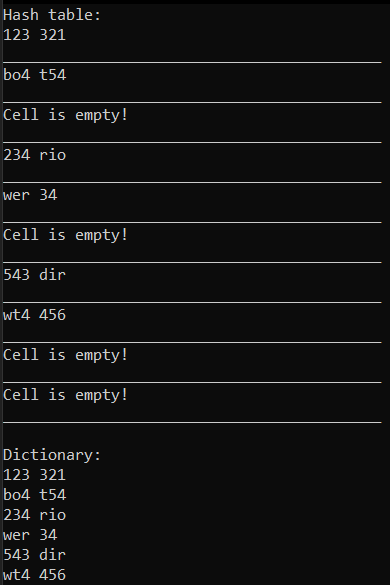 Hash table:
123 321
bo4 t54
Cell is empty!
234 rio
wer 34
Cell is empty!
543 dir
wt4 456
Cell is empty!
Cell is empty!
Dictionary:
123 321
bo4 t54
234 rio
wer 34
543 dir
wt4 456